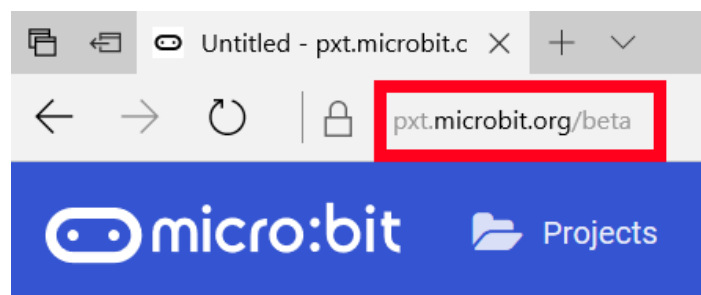 Untitled - pxt.microbit.c
pxt.microbit.org/beta
micro:bit Projects